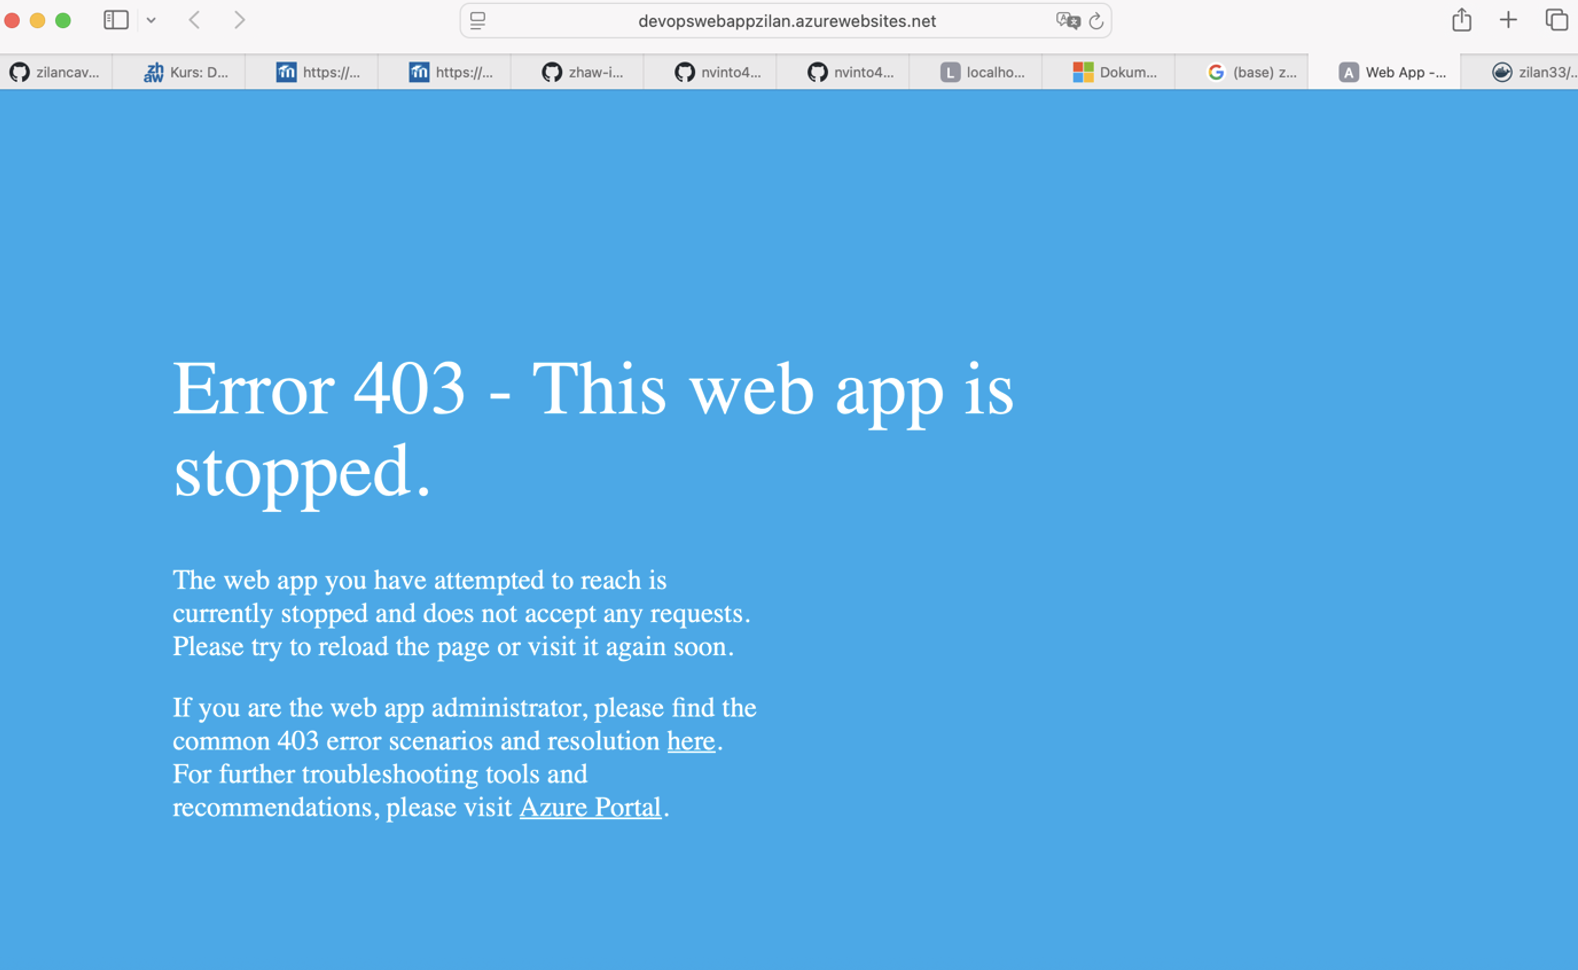 devopswebappzilan.azurewebsites.net
zilancav...
zh
aw
Kurs: D...
https://...
https://...
zhaw-i...
nvinto4...
nvinto4...
L
localho...
Dokum...
G
(base) z...
A
Web App -...
zilan33/...
Error 403 - This web app is
stopped.
The web app you have attempted to reach is
currently stopped and does not accept any requests.
Please try to reload the page or visit it again soon.
If you are the web app administrator, please find the
common 403 error scenarios and resolution here.
For further troubleshooting tools and
recommendations, please visit Azure Portal.